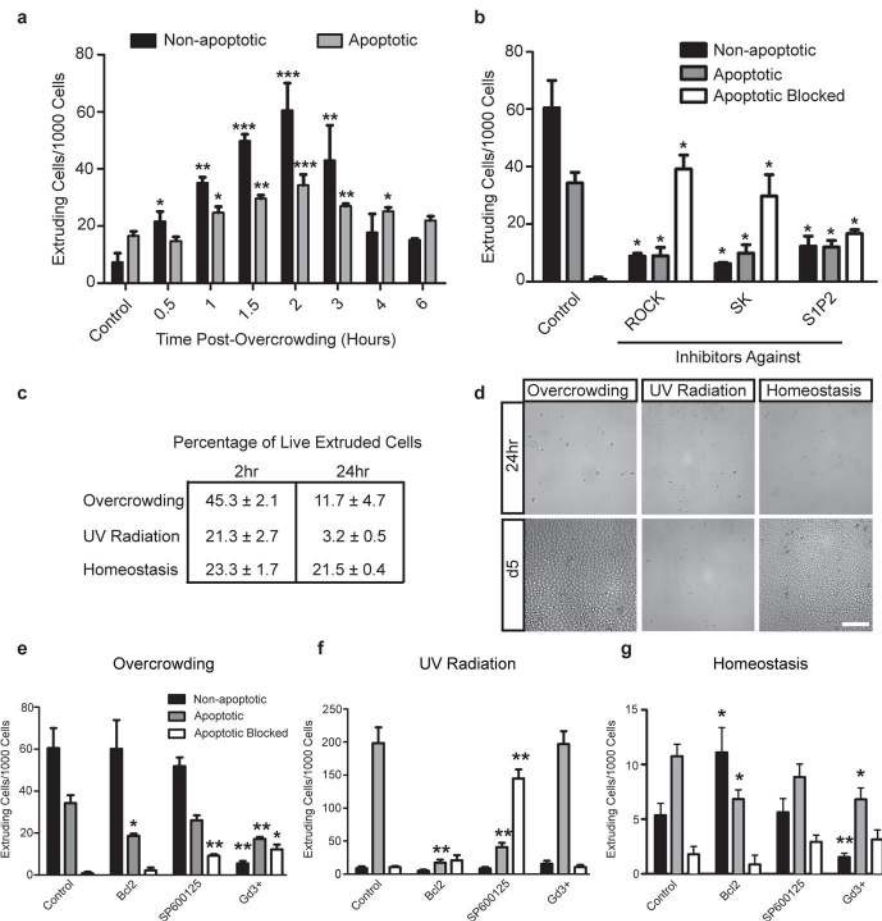 a
Non-apoptotic
Apoptotic
80
60
40
20
0
Extruding Cells/1000 Cells
*
**
*
***
**
***
***
**
**
*
Control
0.5
1
1.5
2
3
4
6
Time Post-Overcrowding (Hours)
b
Non-apoptotic
Apoptotic
Apoptotic Blocked
80
60
40
20
0
Extruding Cells/1000 Cells
* * *
* * *
* * *
Control
ROCK
SK
S1P2
Inhibitors Against
c
Percentage of Live Extruded Cells
2hr 24hr
Overcrowding 45.3 ± 2.1 11.7 ± 4.7
UV Radiation 21.3 ± 2.7 3.2 ± 0.5
Homeostasis 23.3 ± 1.7 21.5 ± 0.4
d
Overcrowding UV Radiation Homeostasis
24hr
d5
e
Overcrowding
Non-apoptotic
Apoptotic
Apoptotic Blocked
80
60
40
20
0
Extruding Cells/1000 Cells
*
**
** ** *
Control
Bcl2
SP600125
Gd3+
f
UV Radiation
250
200
150
100
50
0
Extruding Cells/1000 Cells
**
** **
Control
Bcl2
SP600125
Gd3+
g
Homeostasis
15
10
5
0
Extruding Cells/1000 Cells
* *
** *
Control
Bcl2
SP600125
Gd3+